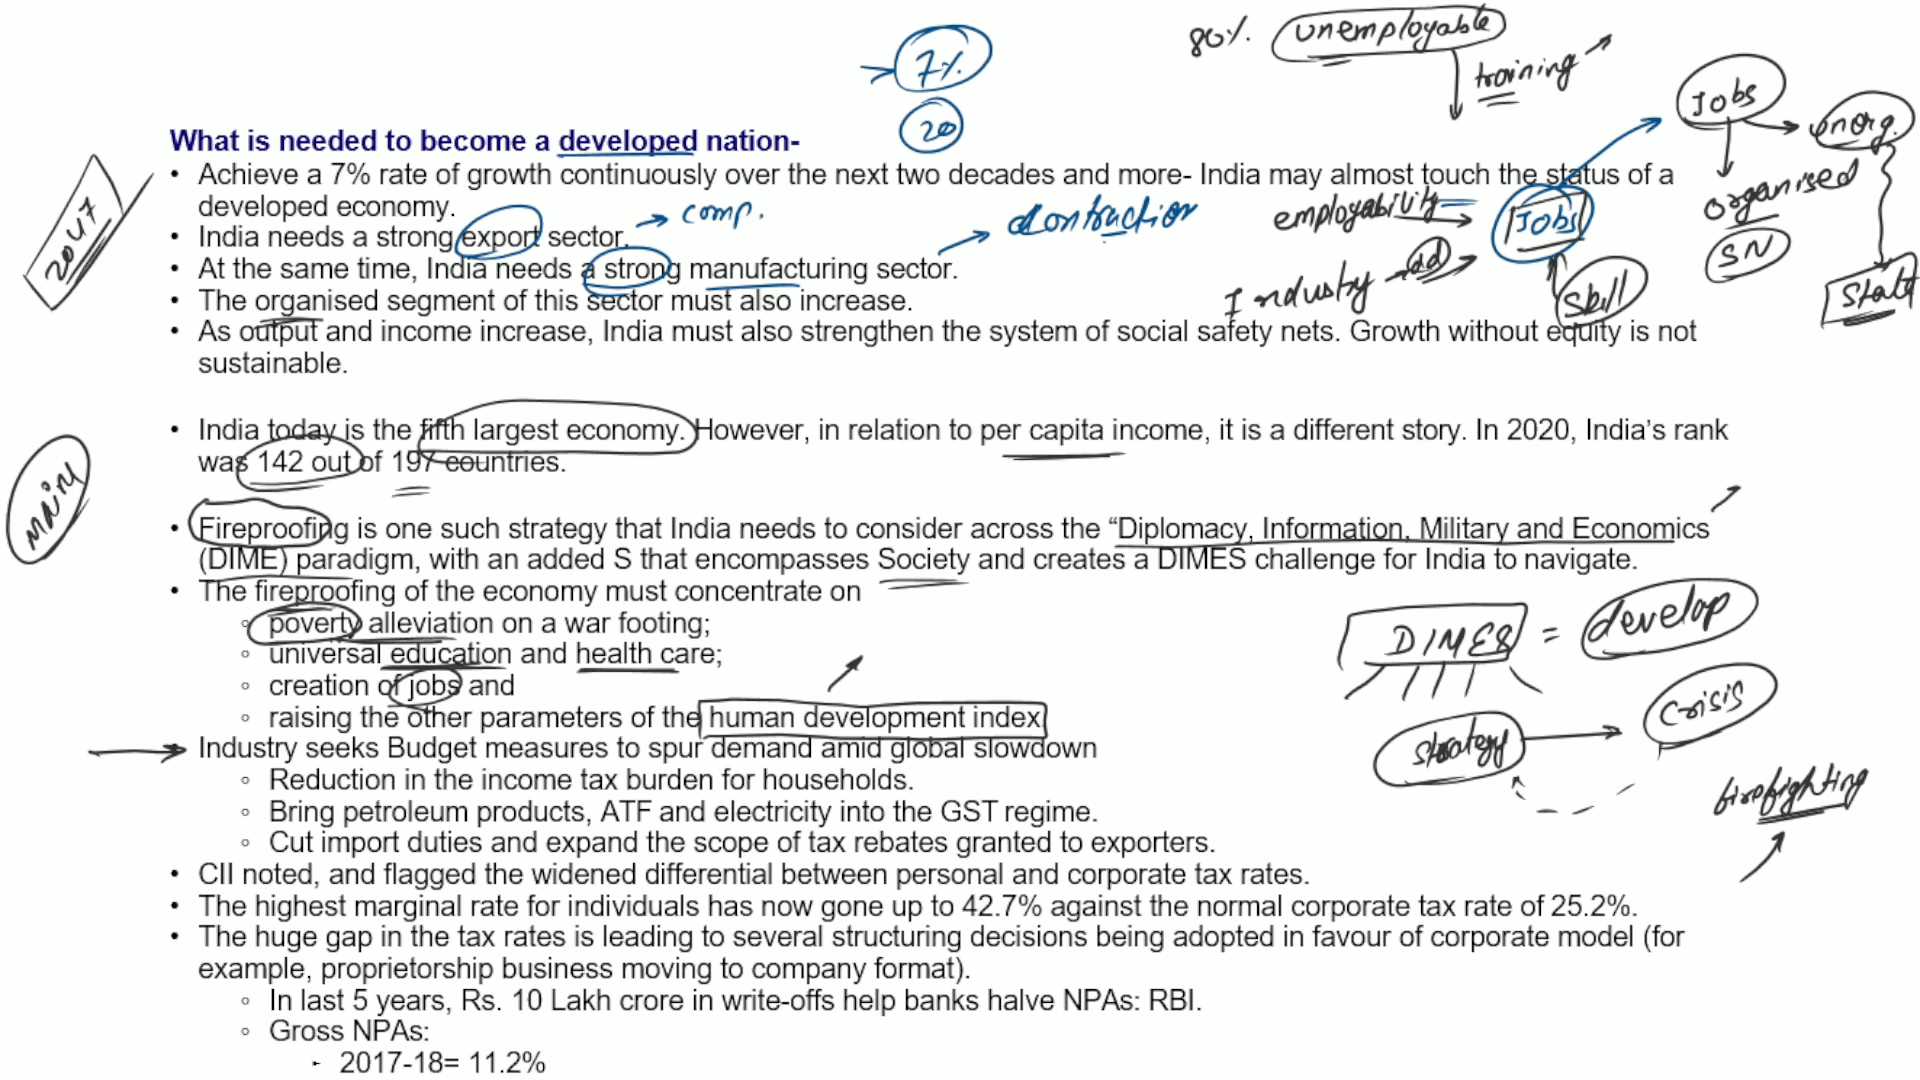 80%. unemployable
7%.
training
Jobs
20
unorg.
What is needed to become a developed nation-
• Achieve a 7% rate of growth continuously over the next two decades and more- India may almost touch the status of a
developed economy.
2047
comp.
contraction
employability
Jobs
organised
SN
• India needs a strong export sector.
• At the same time, India needs a strong manufacturing sector.
Industry
skill
• The organised segment of this sector must also increase.
• As output and income increase, India must also strengthen the system of social safety nets. Growth without equity is not
sustainable.
• India today is the fifth largest economy. However, in relation to per capita income, it is a different story. In 2020, India’s rank
was 142 out of 197 countries.
• Fireproofing is one such strategy that India needs to consider across the “Diplomacy, Information, Military and Economics
(DIME) paradigm, with an added S that encompasses Society and creates a DIMES challenge for India to navigate.
• The fireproofing of the economy must concentrate on
◦ poverty alleviation on a war footing;
◦ universal education and health care;
◦ creation of jobs and
◦ raising the other parameters of the human development index
DIMES = develop
strategy
crisis
firefighting
Industry seeks Budget measures to spur demand amid global slowdown
◦ Reduction in the income tax burden for households.
◦ Bring petroleum products, ATF and electricity into the GST regime.
◦ Cut import duties and expand the scope of tax rebates granted to exporters.
• CII noted, and flagged the widened differential between personal and corporate tax rates.
• The highest marginal rate for individuals has now gone up to 42.7% against the normal corporate tax rate of 25.2%.
• The huge gap in the tax rates is leading to several structuring decisions being adopted in favour of corporate model (for
example, proprietorship business moving to company format).
◦ In last 5 years, Rs. 10 Lakh crore in write-offs help banks halve NPAs: RBI.
◦ Gross NPAs:
‣ 2017-18= 11.2%